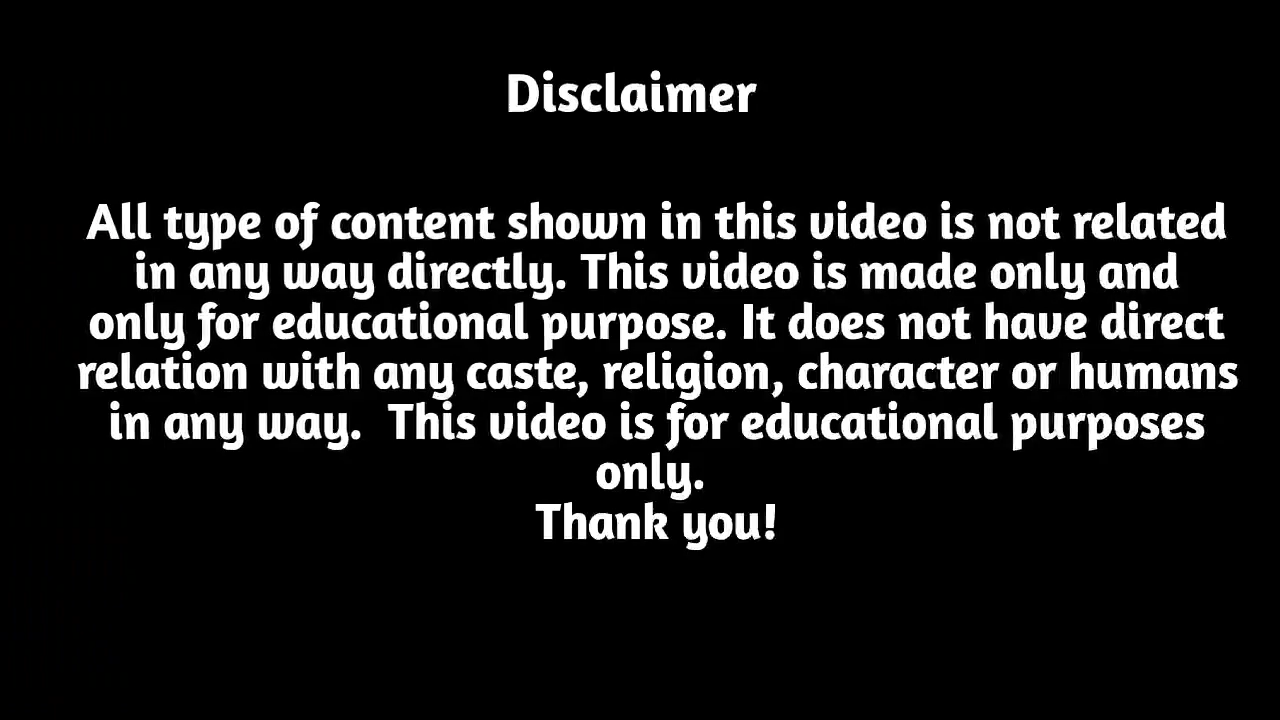 Disclaimer
All type of content shown in this video is not related
in any way directly. This video is made only and
only for educational purpose. It does not have direct
relation with any caste, religion, character or humans
in any way.  This video is for educational purposes
only.
Thank you!